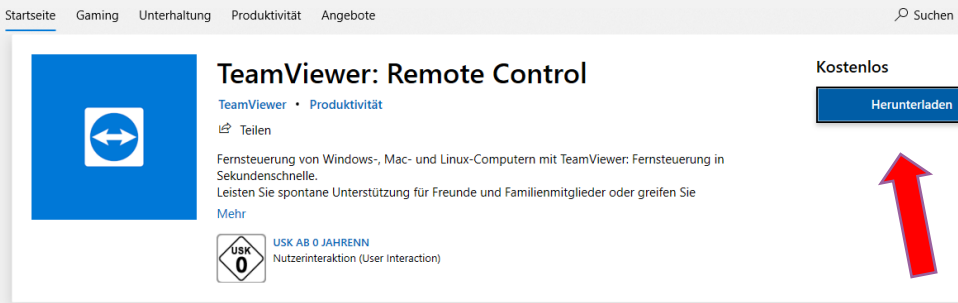 Startseite Gaming Unterhaltung Produktivität Angebote Suchen
TeamViewer: Remote Control
TeamViewer • Produktivität
Teilen
Fernsteuerung von Windows-, Mac- und Linux-Computern mit TeamViewer: Fernsteuerung in
Sekundenschnelle.
Leisten Sie spontane Unterstützung für Freunde und Familienmitglieder oder greifen Sie
Mehr
USK
0
USK AB 0 JAHRENN
Nutzerinteraktion (User Interaction)
Kostenlos
Herunterladen